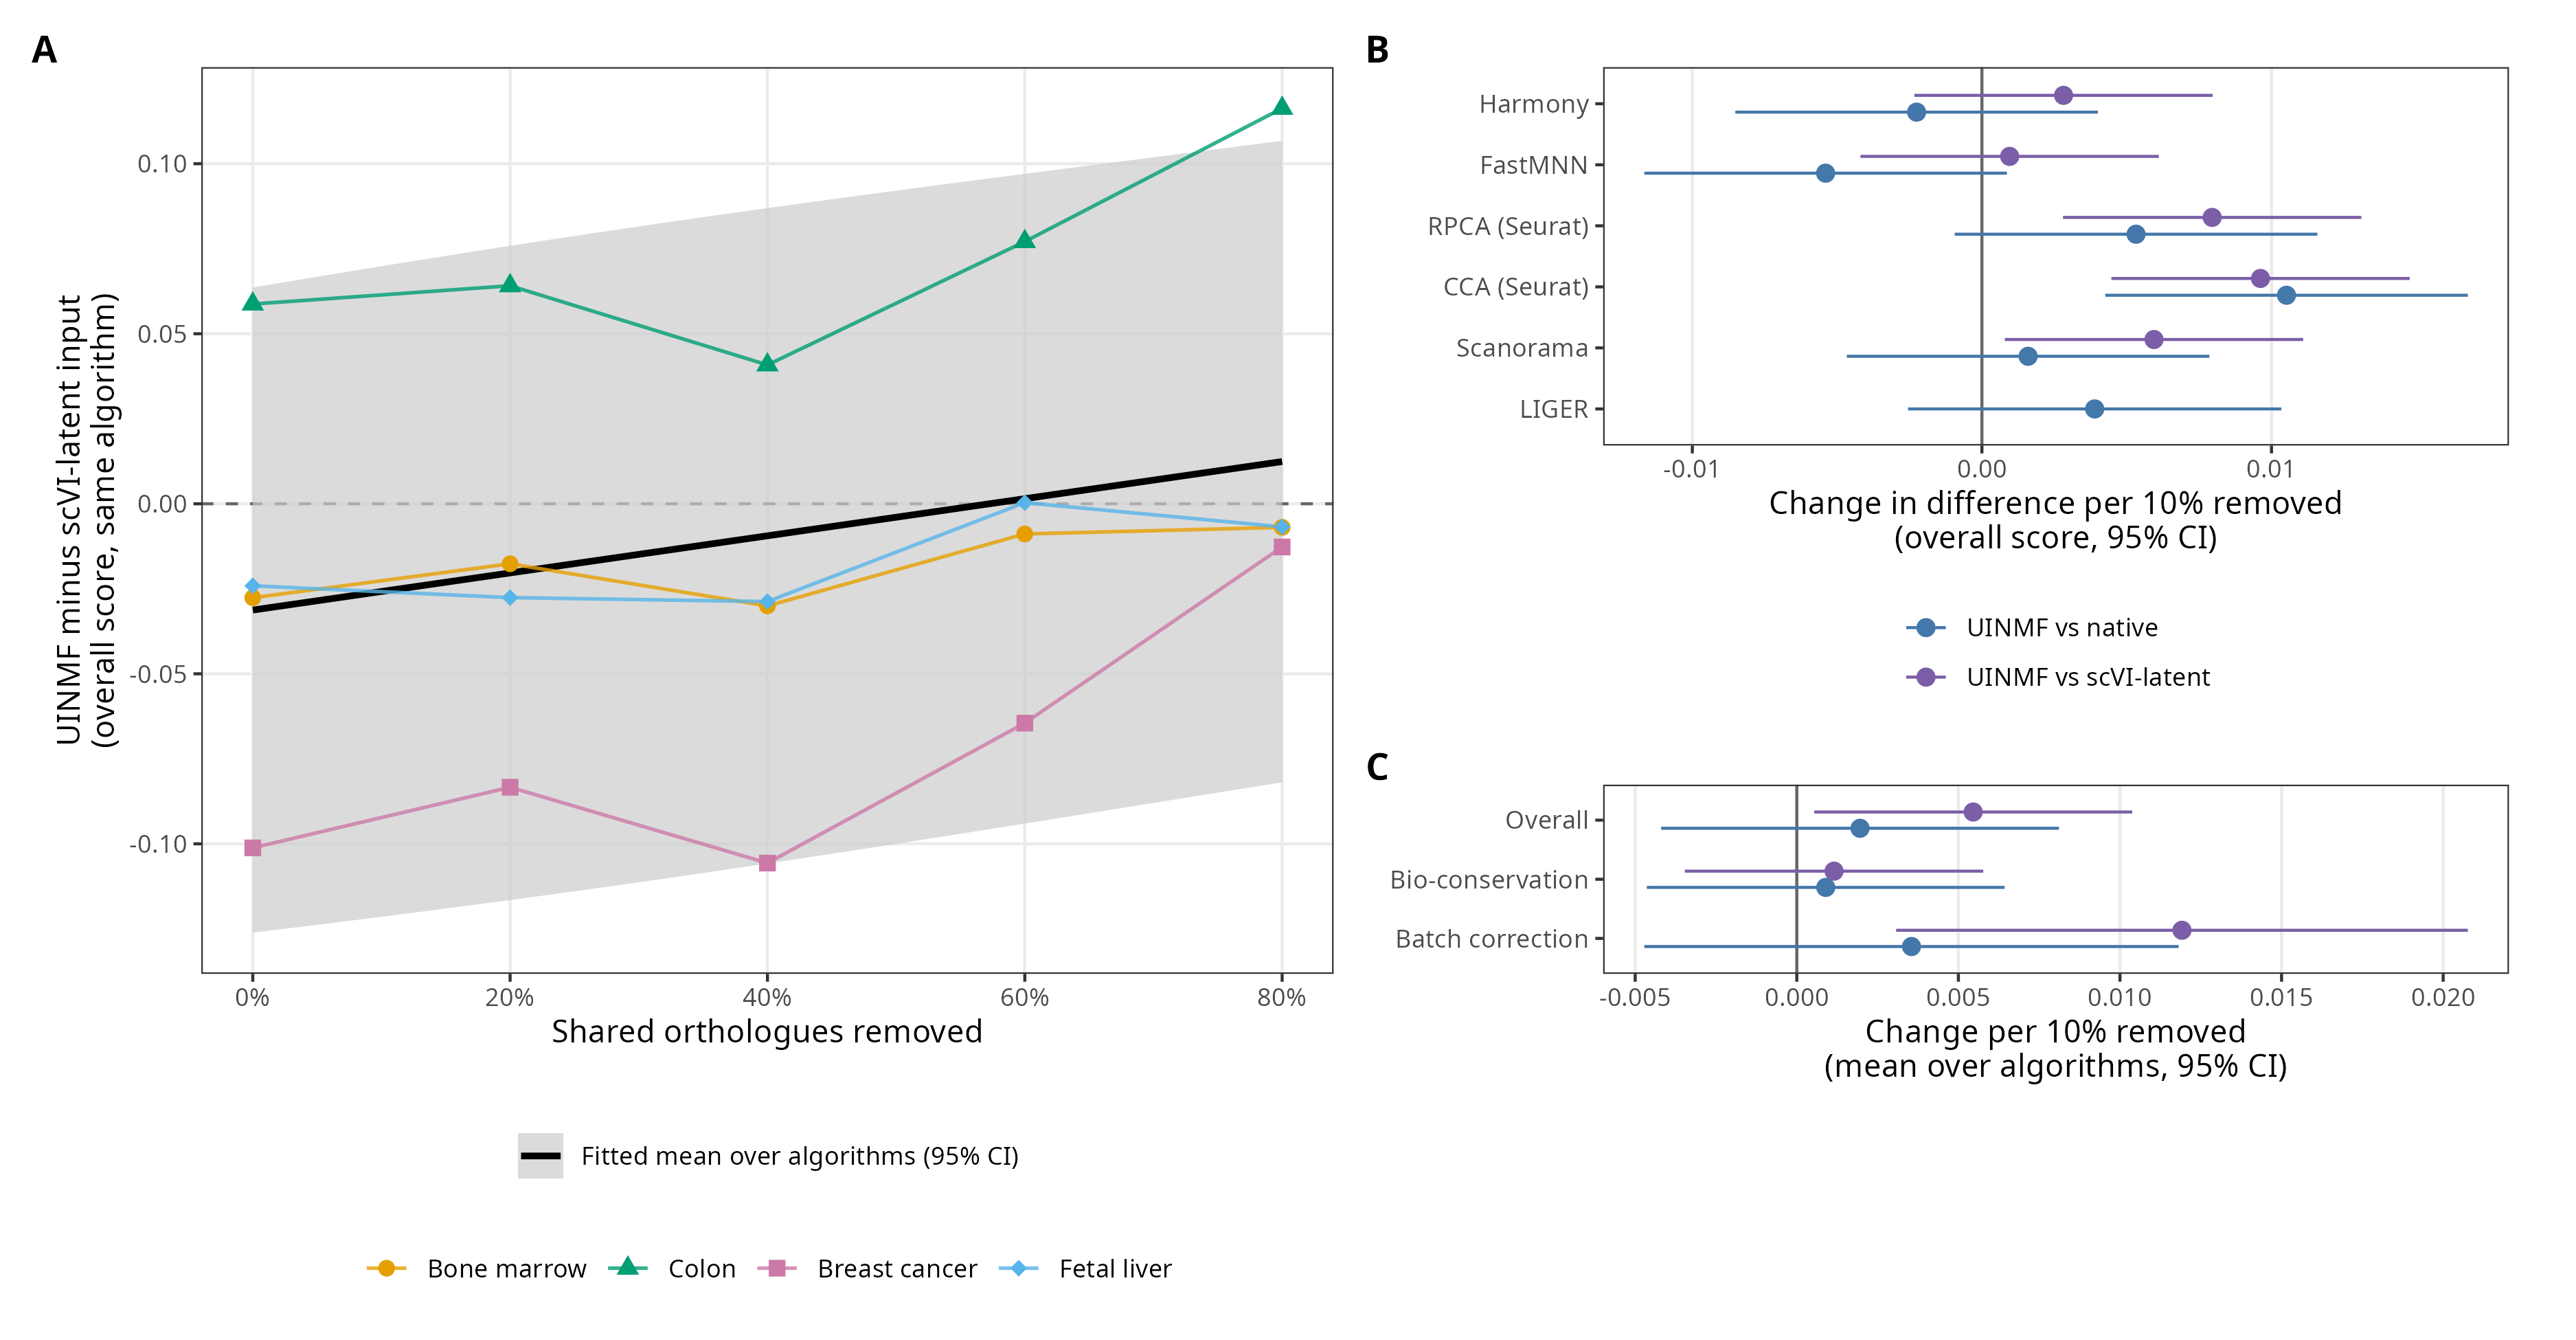 A
UINMF minus scVI-latent input
(overall score, same algorithm)
0.10
0.05
0.00
-0.05
-0.10
0%
20%
40%
60%
80%
Shared orthologues removed
Fitted mean over algorithms (95% CI)
Bone marrow
Colon
Breast cancer
Fetal liver
B
Harmony
FastMNN
RPCA (Seurat)
CCA (Seurat)
Scanorama
LIGER
-0.01
0.00
0.01
Change in difference per 10% removed
(overall score, 95% CI)
UINMF vs native
UINMF vs scVI-latent
C
Overall
Bio-conservation
Batch correction
-0.005
0.000
0.005
0.010
0.015
0.020
Change per 10% removed
(mean over algorithms, 95% CI)